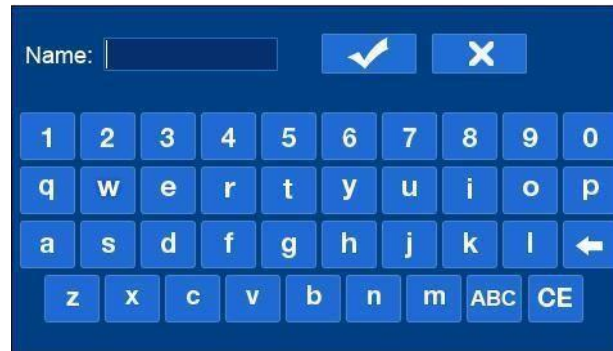 Name:
1 2 3 4 5 6 7 8 9 0
q w e r t y u i o p
a s d f g h j k l
z x c v b n m ABC CE